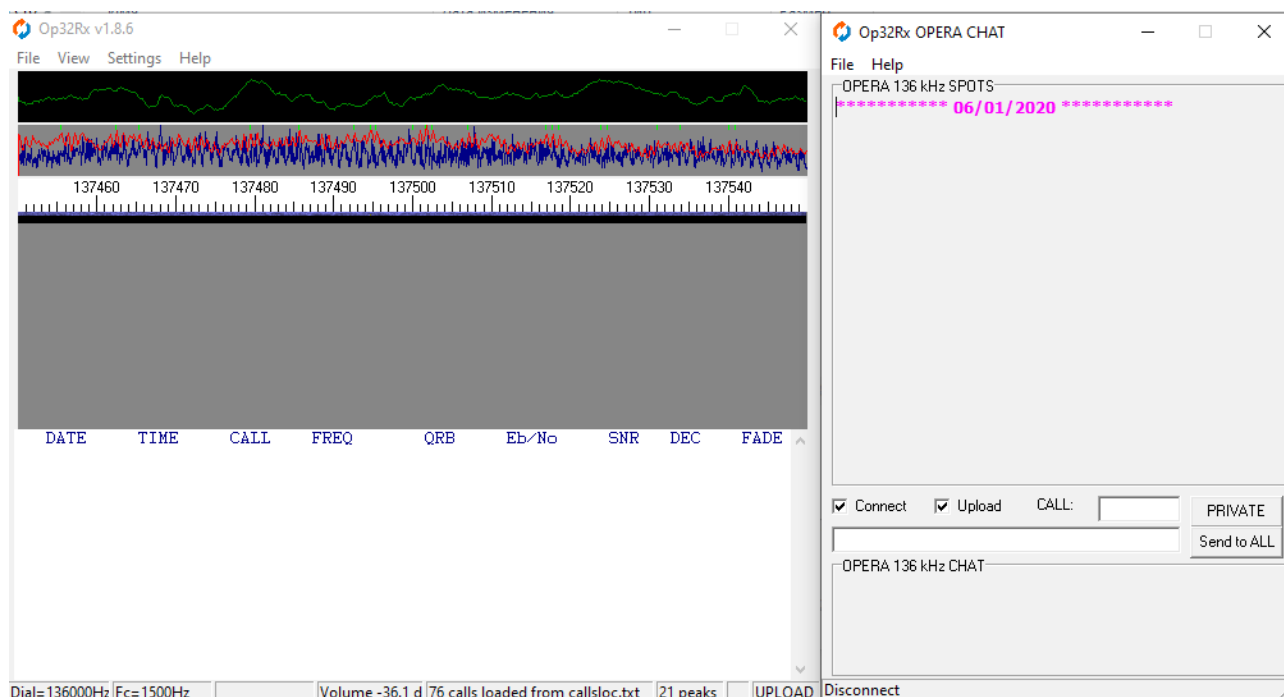 Op32Rx v1.8.6
File View Settings Help
137460 137470 137480 137490 137500 137510 137520 137530 137540
DATE TIME CALL FREQ QRB Eb/No SNR DEC FADE
Dial=136000Hz Fc=1500Hz Volume -36.1 d 76 calls loaded from callsloc.txt 21 peaks UPLOAD
Op32Rx OPERA CHAT
File Help
OPERA 136 kHz SPOTS
*********** 06/01/2020 ***********
Connect Upload CALL: PRIVATE
Send to ALL
OPERA 136 kHz CHAT
Disconnect